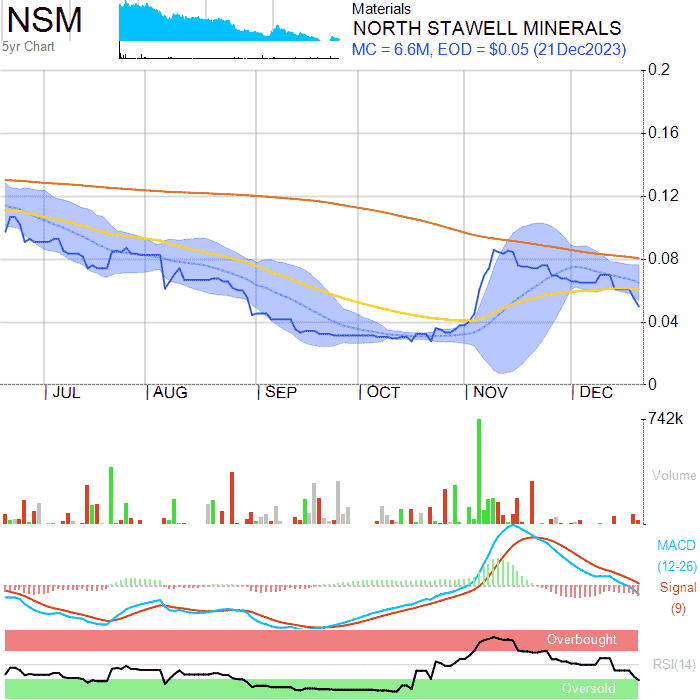 NSM
5yr Chart
Materials
NORTH STAWELL MINERALS
MC = 6.6M, EOD = $0.05 (21Dec2023)
0.2
0.16
0.12
0.08
0.04
0
JUL AUG SEP OCT NOV DEC
742k
Volume
MACD
(12-26)
Signal
(9)
Overbought
RSI(14)
Oversold